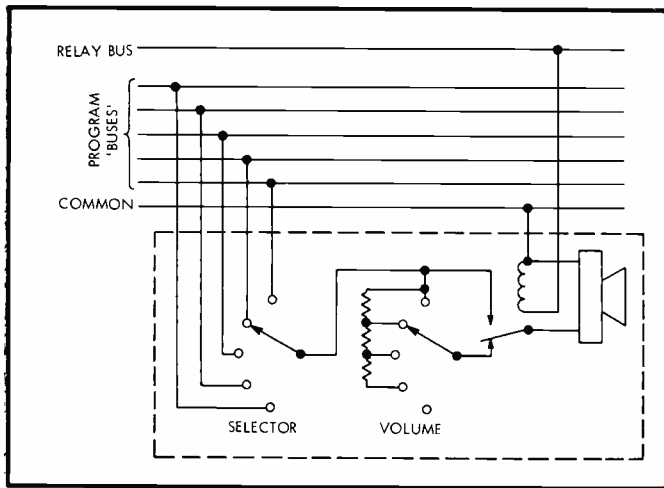 RELAY BUS
PROGRAM
'BUSES'
COMMON
SELECTOR
VOLUME